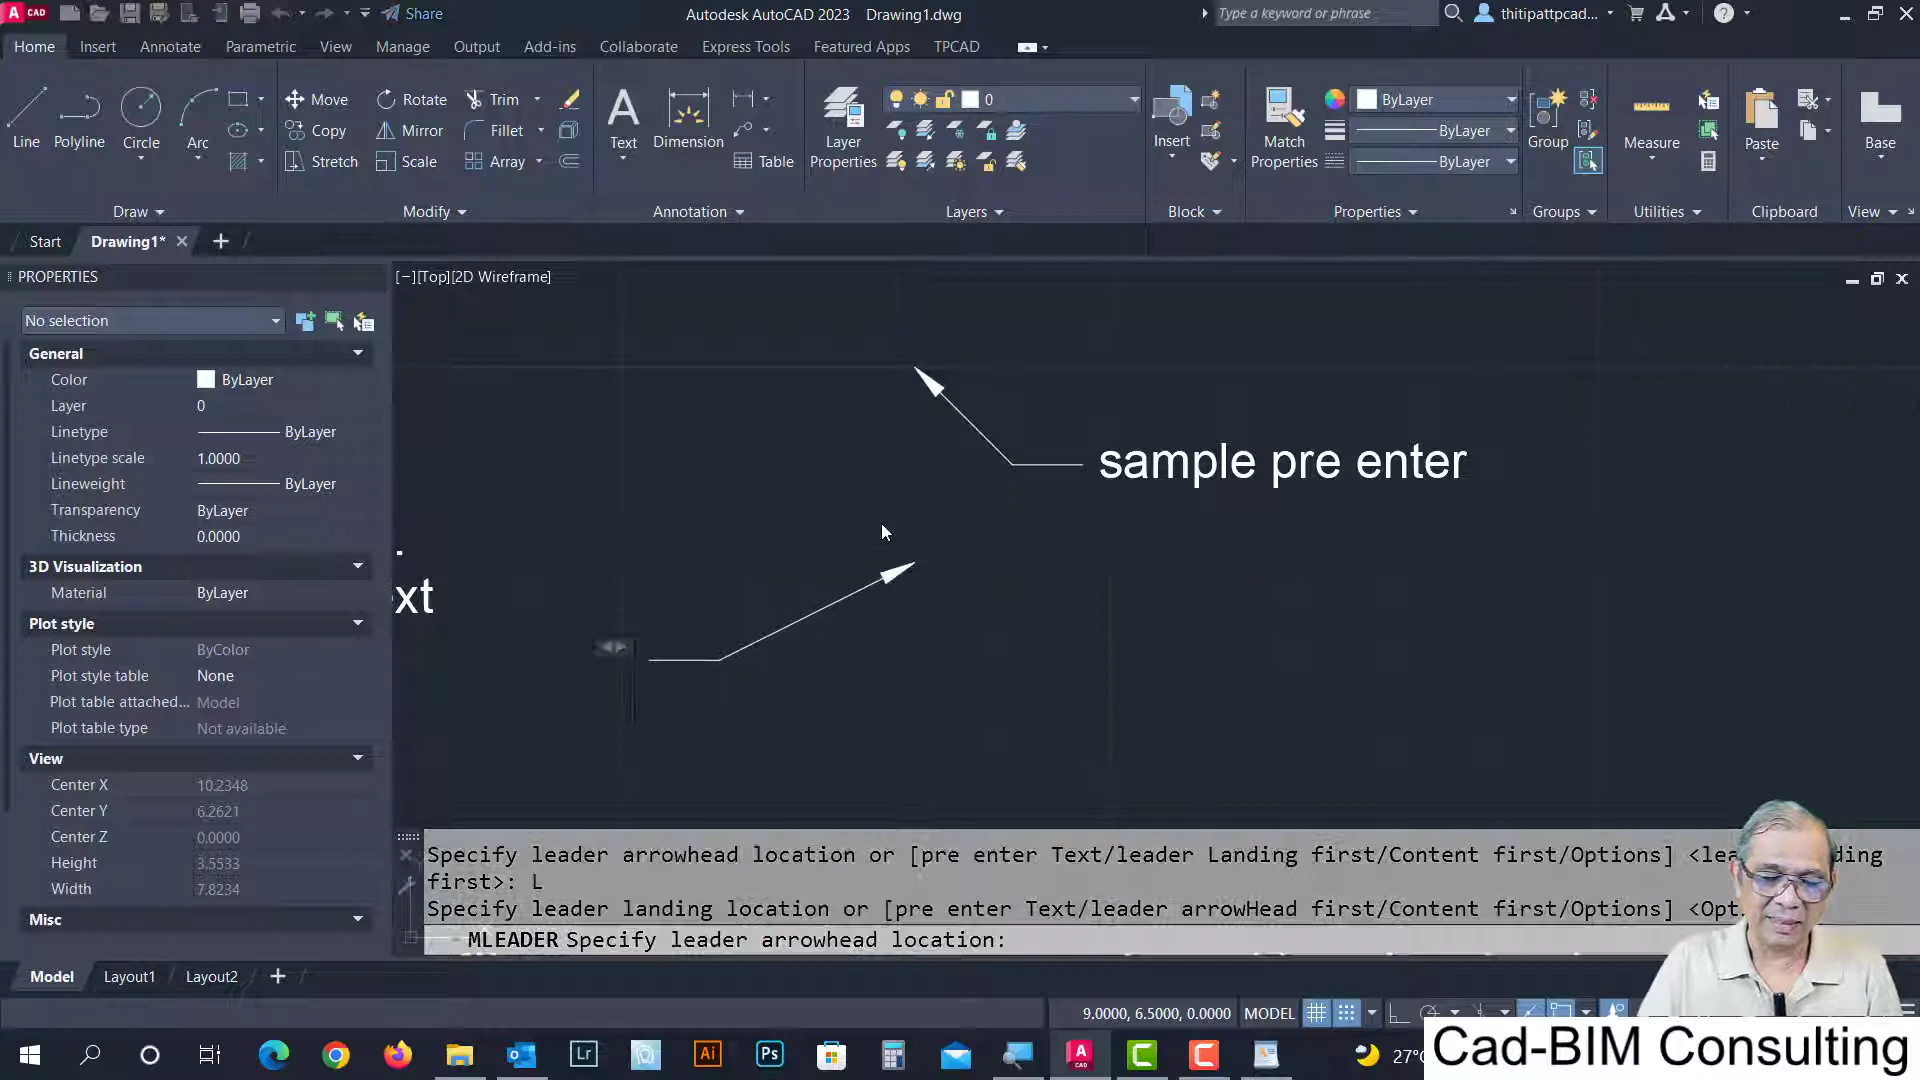 CAD
Share
Autodesk AutoCAD 2023 Drawing1.dwg
Type a keyword or phrase
thitipattpcad...
Home Insert Annotate Parametric View Manage Output Add-ins Collaborate Express Tools Featured Apps TPCAD
Line Polyline Circle Arc
Move Rotate Trim
Copy Mirror Fillet
Stretch Scale Array
Text Dimension Table
Layer Properties
0
Insert
Match Properties
ByLayer
ByLayer
ByLayer
Group
Measure
Paste
Base
Draw Modify Annotation Layers Block Properties Groups Utilities Clipboard View
Start Drawing1*
PROPERTIES
[−][Top][2D Wireframe]
No selection
General
Color ByLayer
Layer 0
Linetype ByLayer
Linetype scale 1.0000
Lineweight ByLayer
Transparency ByLayer
Thickness 0.0000
3D Visualization
Material ByLayer
Plot style
Plot style ByColor
Plot style table None
Plot table attached... Model
Plot table type Not available
View
Center X 10.2348
Center Y 6.2621
Center Z 0.0000
Height 3.5533
Width 7.8234
Misc
sample pre enter
xt
Specify leader arrowhead location or [pre enter Text/leader Landing first/Content first/Options] <lea ding
first>: L
Specify leader landing location or [pre enter Text/leader arrowHead first/Content first/Options] <Opt
MLEADER Specify leader arrowhead location:
Model Layout1 Layout2
9.0000, 6.5000, 0.0000 MODEL
Lr Ai Ps
A CAD
27°
Cad-BIM Consulting